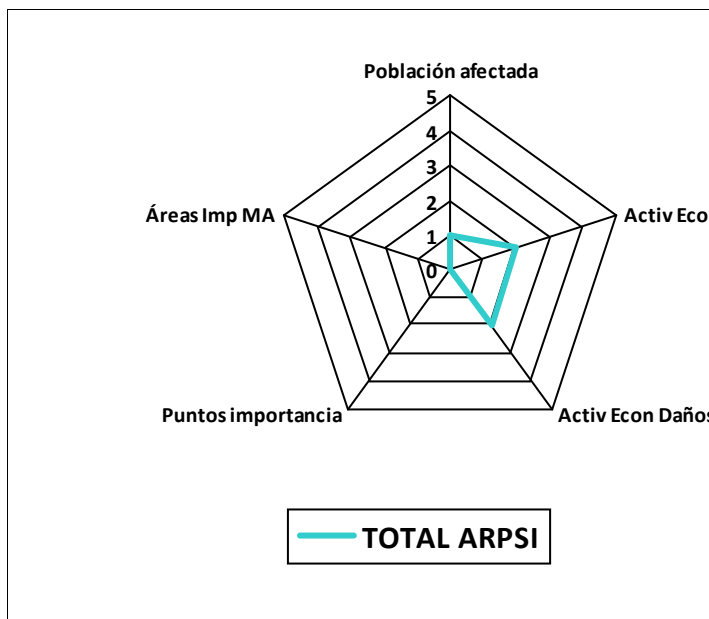 Población afectada
5
4
3
2
1
0
Áreas Imp MA
Activ Eco
Puntos importancia
Activ Econ Daños
TOTAL ARPSI